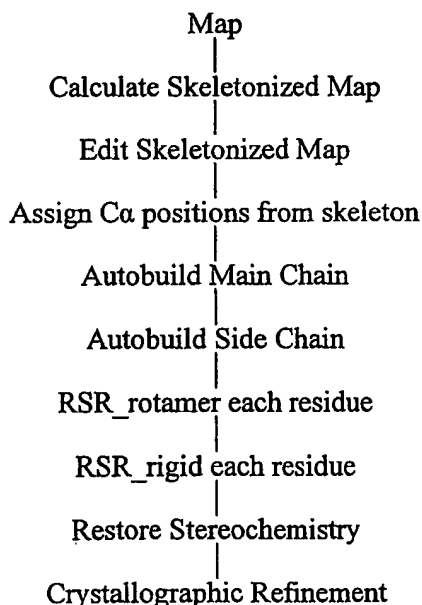 Map
Calculate Skeletonized Map
Edit Skeletonized Map
Assign Cα positions from skeleton
Autobuild Main Chain
Autobuild Side Chain
RSR_rotamer each residue
RSR_rigid each residue
Restore Stereochemistry
Crystallographic Refinement